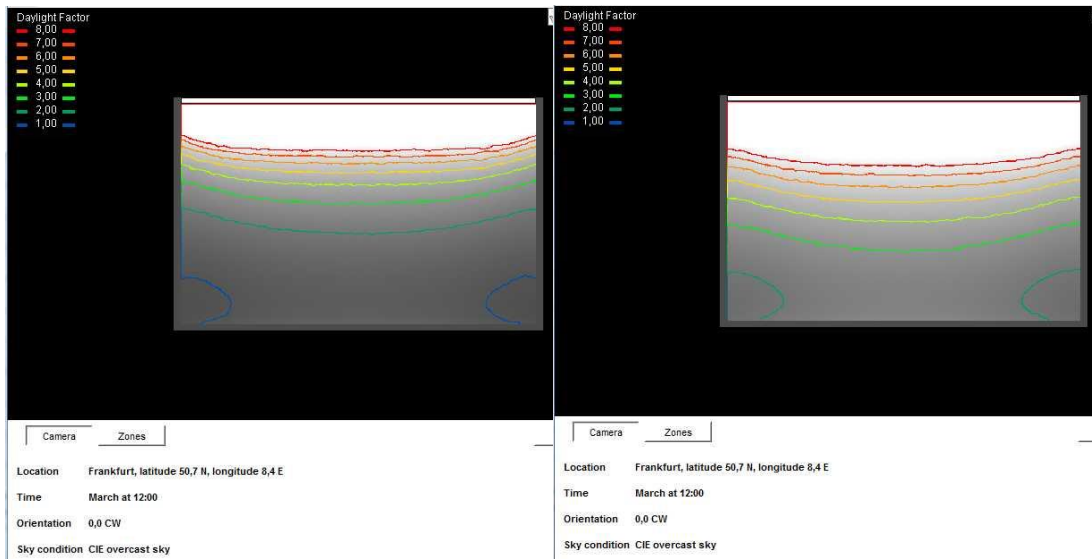 Daylight Factor
8,00
7,00
6,00
5,00
4,00
3,00
2,00
1,00
Camera Zones
Location Frankfurt, latitude 50,7 N, longitude 8,4 E
Time March at 12:00
Orientation 0,0 CW
Sky condition CIE overcast sky
Daylight Factor
8,00
7,00
6,00
5,00
4,00
3,00
2,00
1,00
Camera Zones
Location Frankfurt, latitude 50,7 N, longitude 8,4 E
Time March at 12:00
Orientation 0,0 CW
Sky condition CIE overcast sky